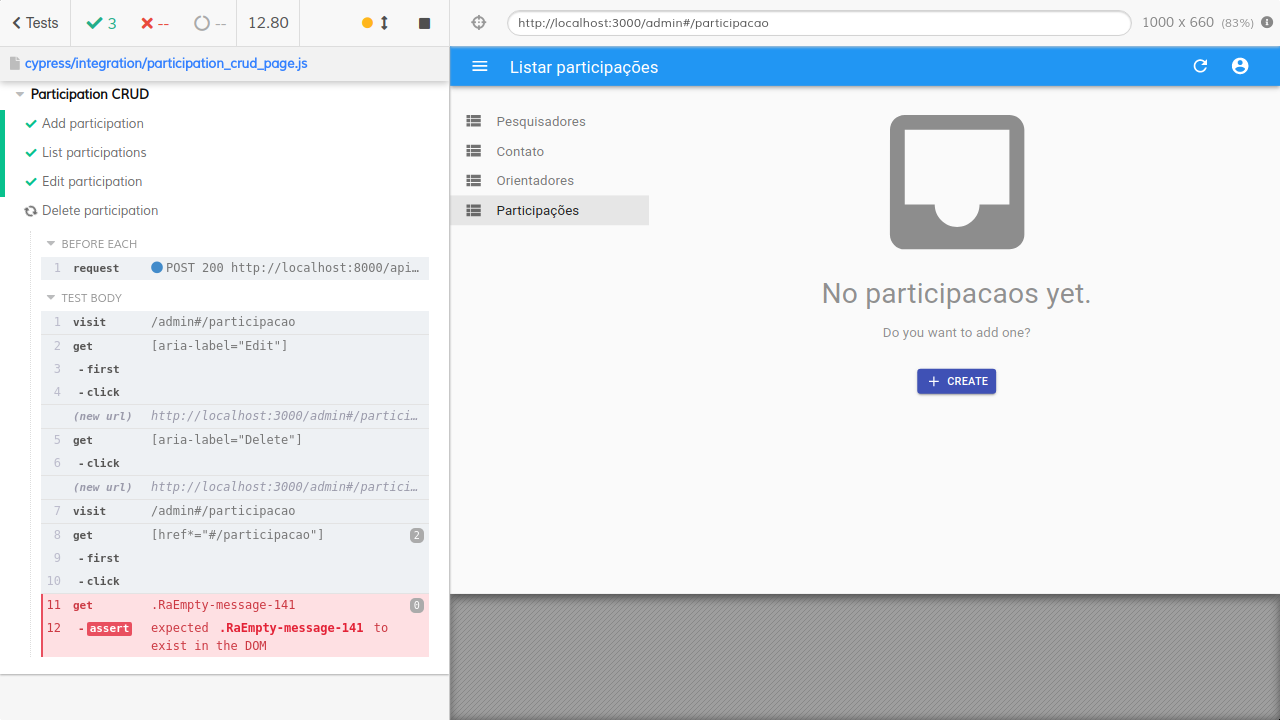 Tests
3
--
--
12.80
http://localhost:3000/admin#/participacao
1000 x 660 (83%)
cypress/integration/participation_crud_page.js
Participation CRUD
Add participation
List participations
Edit participation
Delete participation
BEFORE EACH
1 request POST 200 http://localhost:8000/api…
TEST BODY
1 visit /admin#/participacao
2 get [aria-label="Edit"]
3 - first
4 - click
(new url) http://localhost:3000/admin#/partici…
5 get [aria-label="Delete"]
6 - click
(new url) http://localhost:3000/admin#/partici…
7 visit /admin#/participacao
8 get [href*="#/participacao"] 2
9 - first
10 - click
11 get .RaEmpty-message-141 0
12 - assert expected .RaEmpty-message-141 to
exist in the DOM
Listar participações
Pesquisadores
Contato
Orientadores
Participações
No participacaos yet.
Do you want to add one?
+ CREATE